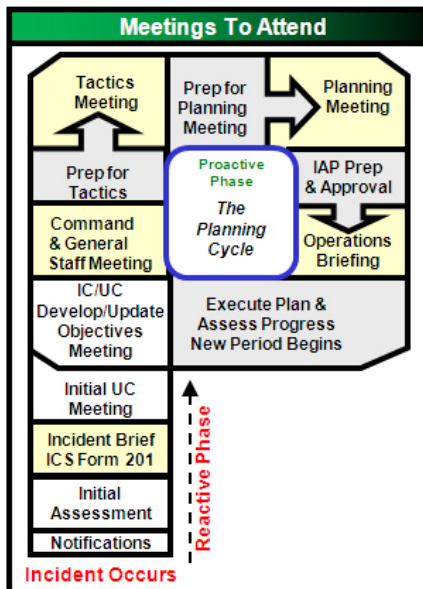 Meetings To Attend
Tactics
Meeting
Prep for
Planning
Meeting
Planning
Meeting
Prep for
Tactics
Proactive
Phase
The
Planning
Cycle
IAP Prep
& Approval
Command
& General
Staff Meeting
Operations
Briefing
IC/UC
Develop/Update
Objectives
Meeting
Execute Plan &
Assess Progress
New Period Begins
Initial UC
Meeting
Incident Brief
ICS Form 201
Initial
Assessment
Notifications
Reactive Phase
Incident Occurs